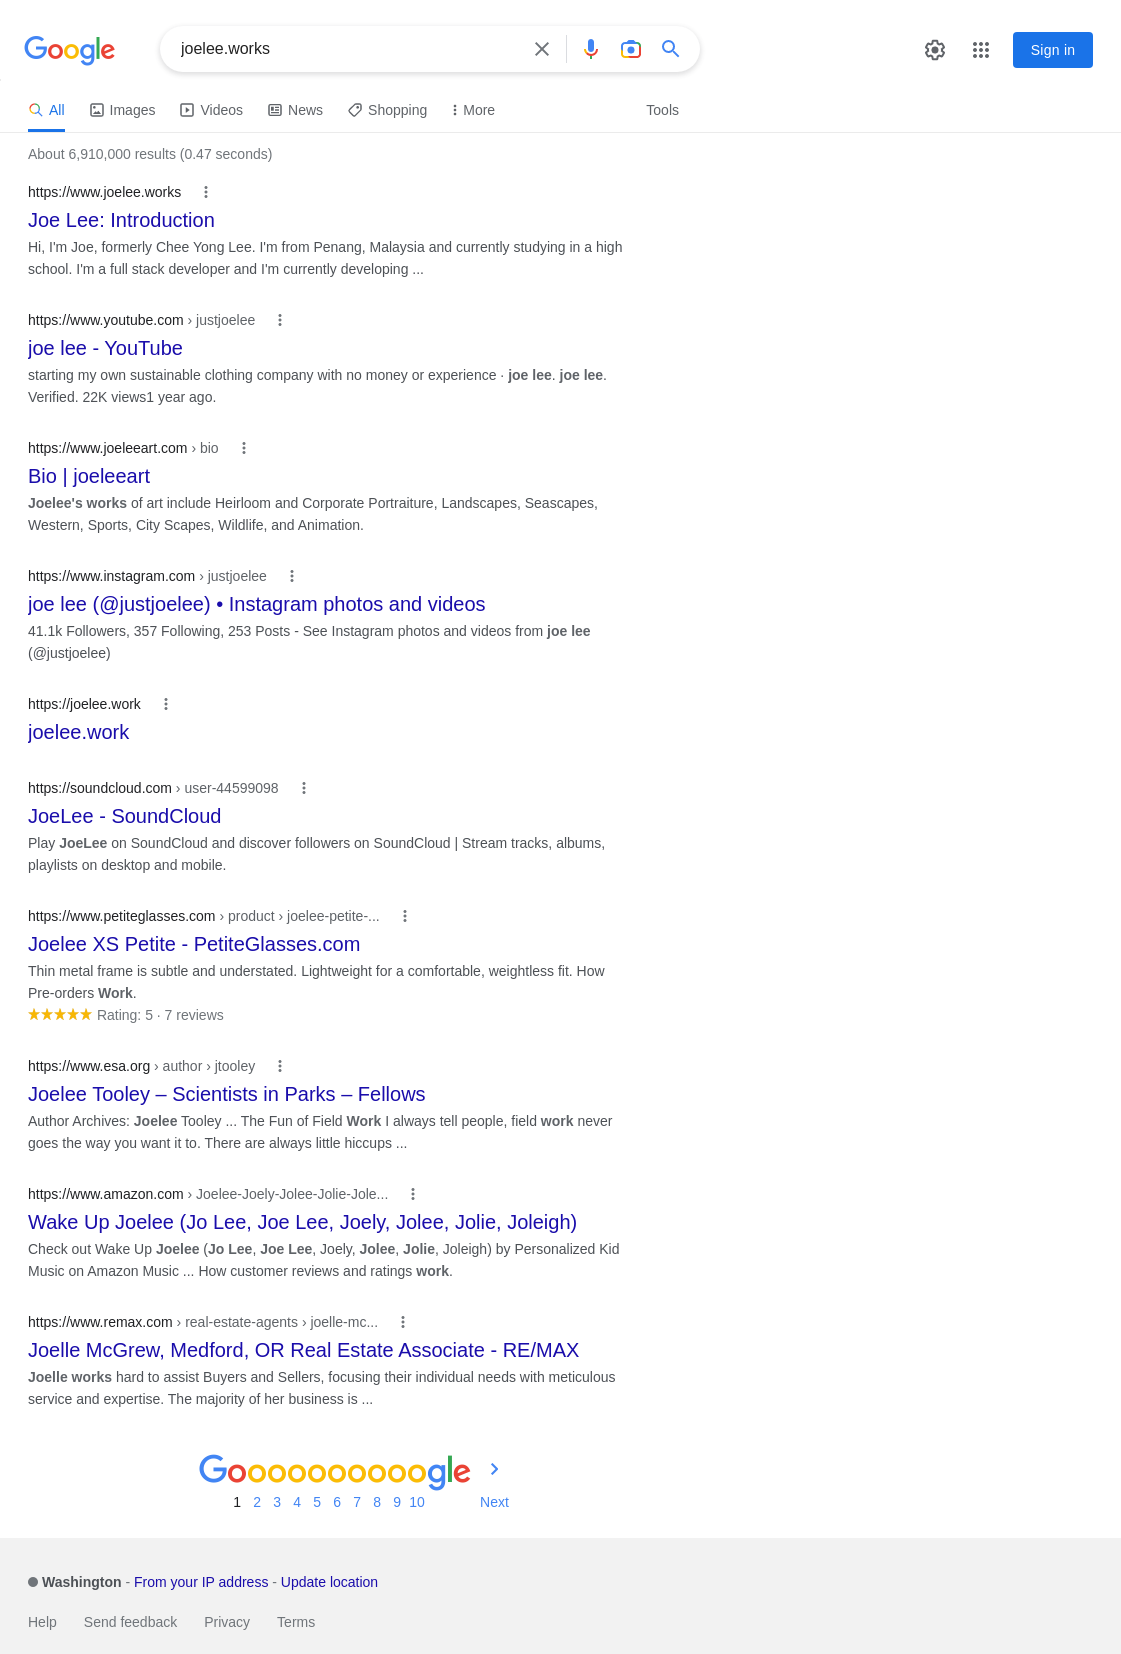 Google
joelee.works
Sign in
All Images Videos News Shopping More Tools
About 6,910,000 results (0.47 seconds)
https://www.joelee.works
Joe Lee: Introduction
Hi, I'm Joe, formerly Chee Yong Lee. I'm from Penang, Malaysia and currently studying in a high
school. I'm a full stack developer and I'm currently developing ...
https://www.youtube.com › justjoelee
joe lee - YouTube
starting my own sustainable clothing company with no money or experience · joe lee. joe lee.
Verified. 22K views1 year ago.
https://www.joeleeart.com › bio
Bio | joeleeart
Joelee's works of art include Heirloom and Corporate Portraiture, Landscapes, Seascapes,
Western, Sports, City Scapes, Wildlife, and Animation.
https://www.instagram.com › justjoelee
joe lee (@justjoelee) • Instagram photos and videos
41.1k Followers, 357 Following, 253 Posts - See Instagram photos and videos from joe lee
(@justjoelee)
https://joelee.work
joelee.work
https://soundcloud.com › user-44599098
JoeLee - SoundCloud
Play JoeLee on SoundCloud and discover followers on SoundCloud | Stream tracks, albums,
playlists on desktop and mobile.
https://www.petiteglasses.com › product › joelee-petite-...
Joelee XS Petite - PetiteGlasses.com
Thin metal frame is subtle and understated. Lightweight for a comfortable, weightless fit. How
Pre-orders Work.
Rating: 5 · 7 reviews
https://www.esa.org › author › jtooley
Joelee Tooley – Scientists in Parks – Fellows
Author Archives: Joelee Tooley ... The Fun of Field Work I always tell people, field work never
goes the way you want it to. There are always little hiccups ...
https://www.amazon.com › Joelee-Joely-Jolee-Jolie-Jole...
Wake Up Joelee (Jo Lee, Joe Lee, Joely, Jolee, Jolie, Joleigh)
Check out Wake Up Joelee (Jo Lee, Joe Lee, Joely, Jolee, Jolie, Joleigh) by Personalized Kid
Music on Amazon Music ... How customer reviews and ratings work.
https://www.remax.com › real-estate-agents › joelle-mc...
Joelle McGrew, Medford, OR Real Estate Associate - RE/MAX
Joelle works hard to assist Buyers and Sellers, focusing their individual needs with meticulous
service and expertise. The majority of her business is ...
Goooooooooogle
1 2 3 4 5 6 7 8 9 10 Next
Washington - From your IP address - Update location
Help Send feedback Privacy Terms